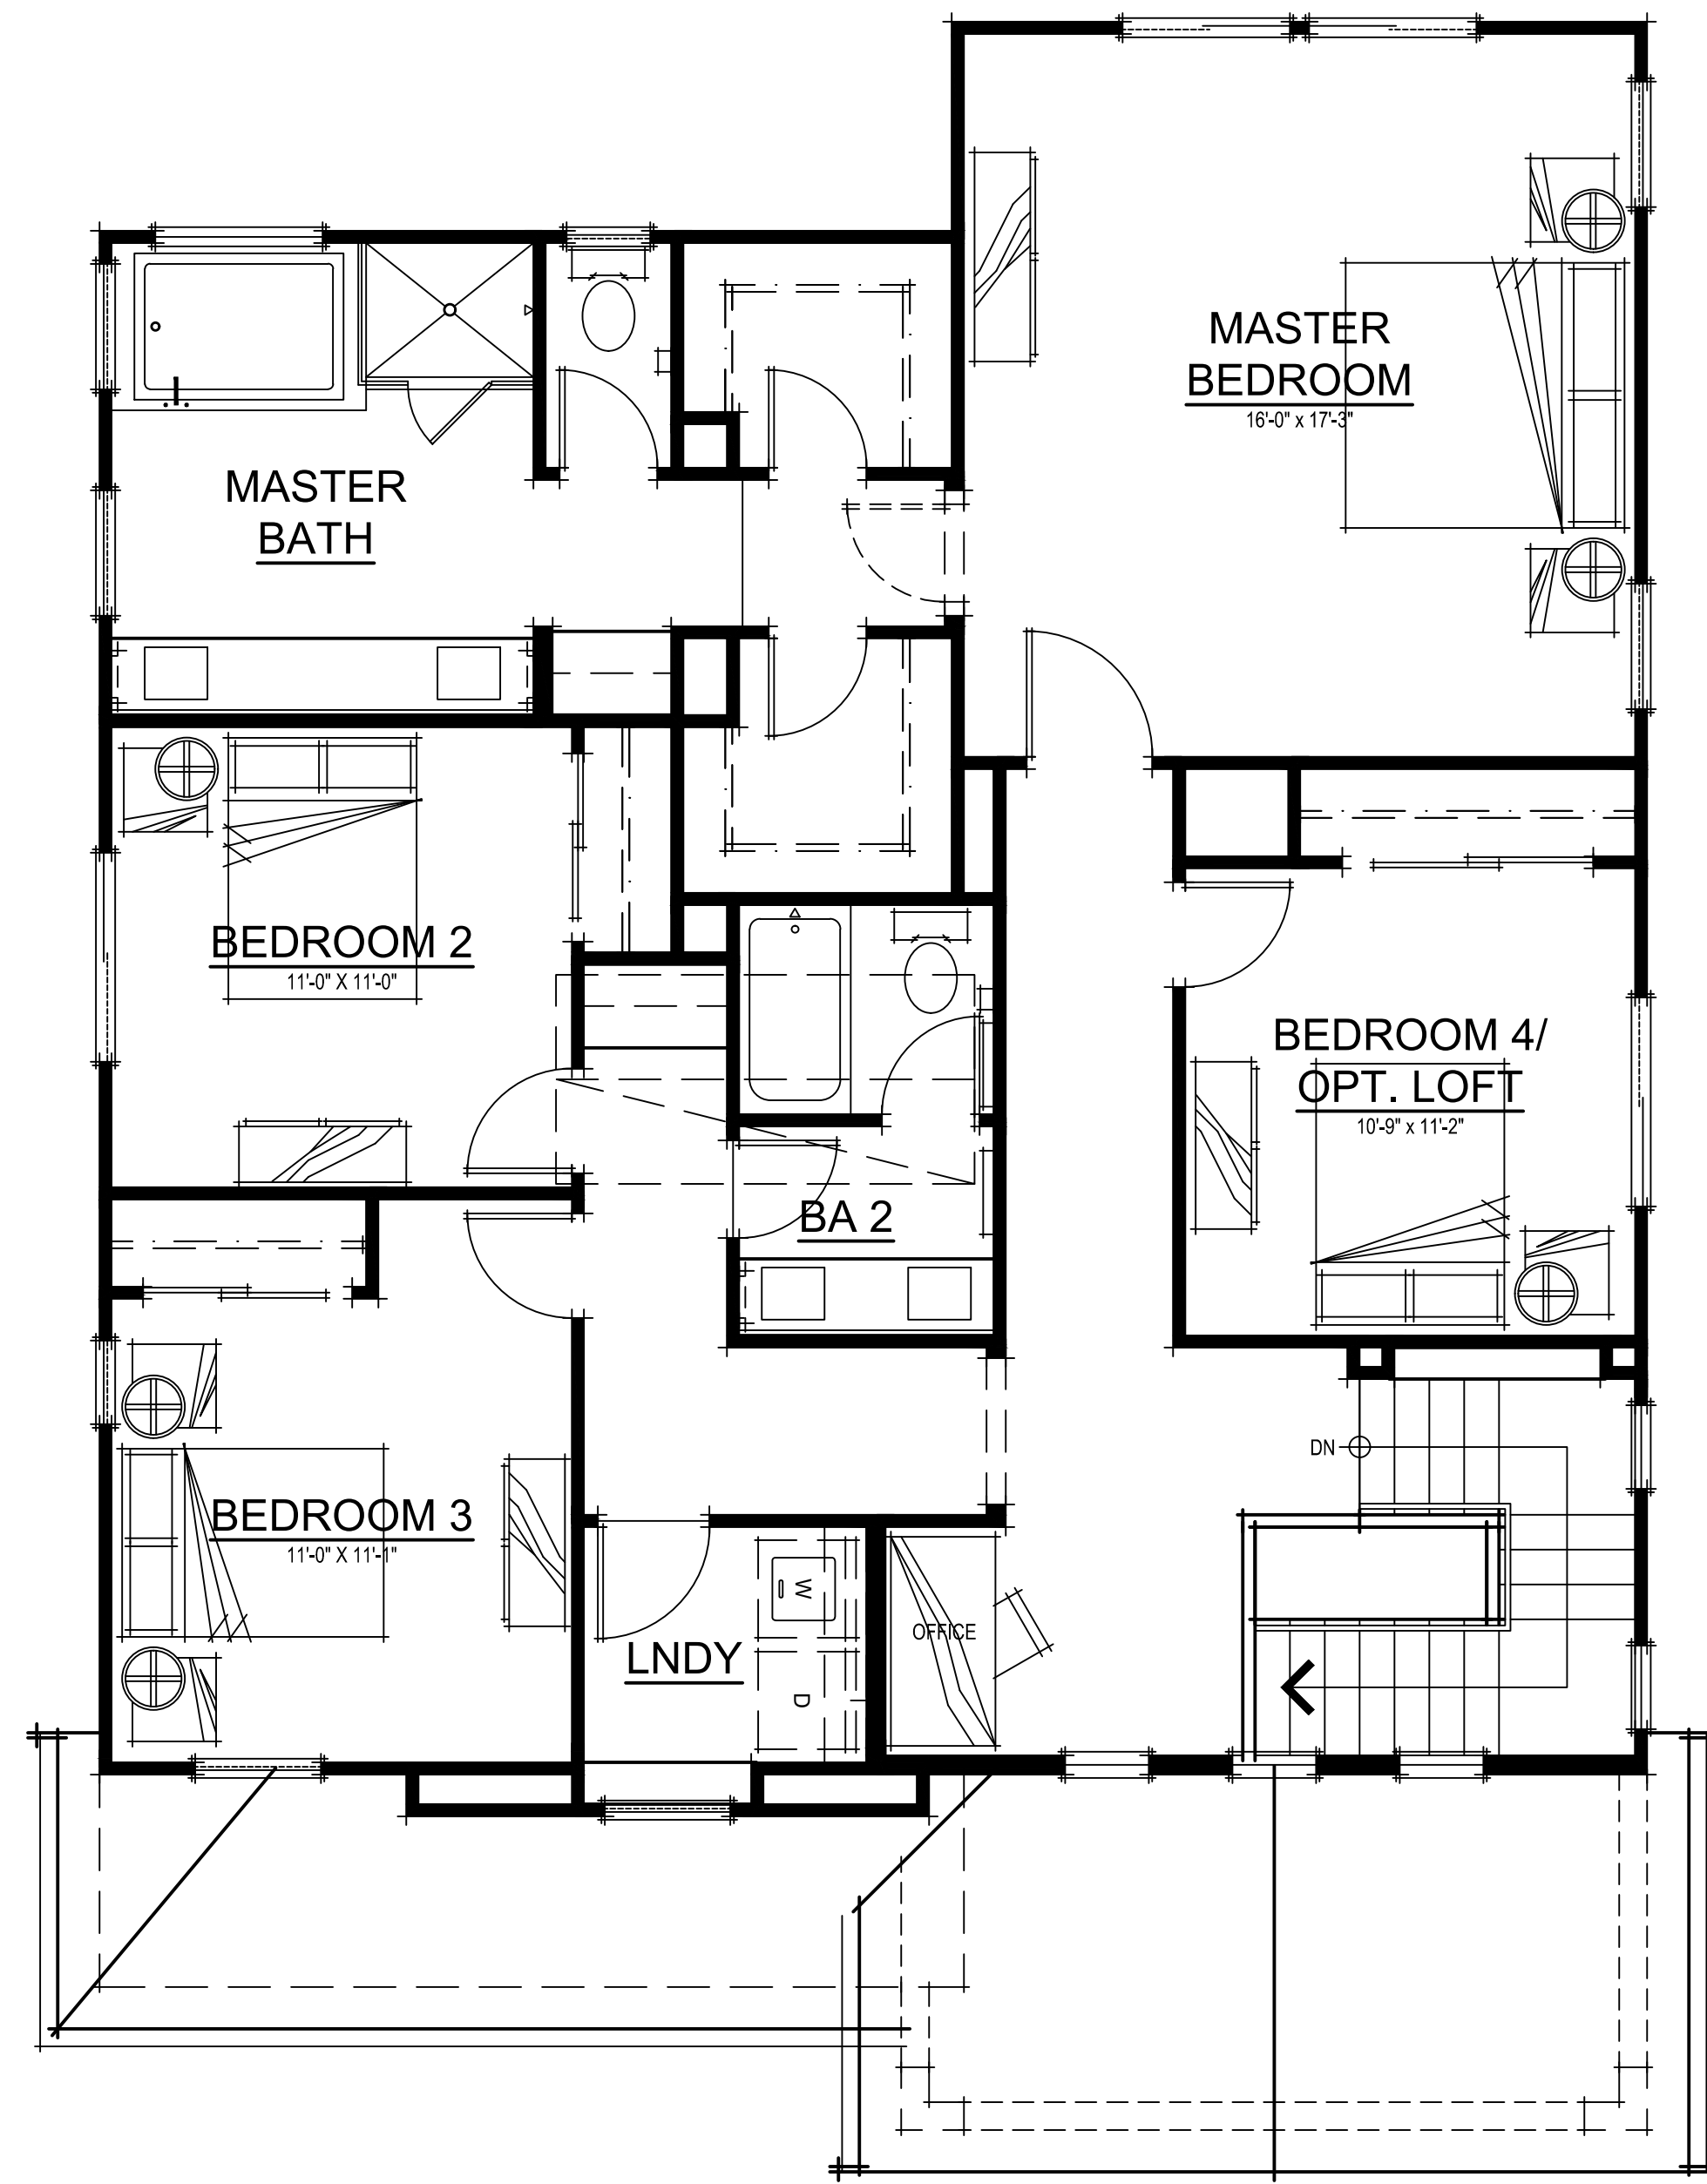 MASTER
BEDROOM
16'-0" x 17'-3"
MASTER
BATH
BEDROOM 2
11'-0" X 11'-0"
BEDROOM 4/
OPT. LOFT
10'-9" x 11'-2"
BA 2
DN
BEDROOM 3
11'-0" X 11'-1"
W
OFFICE
LNDY
D